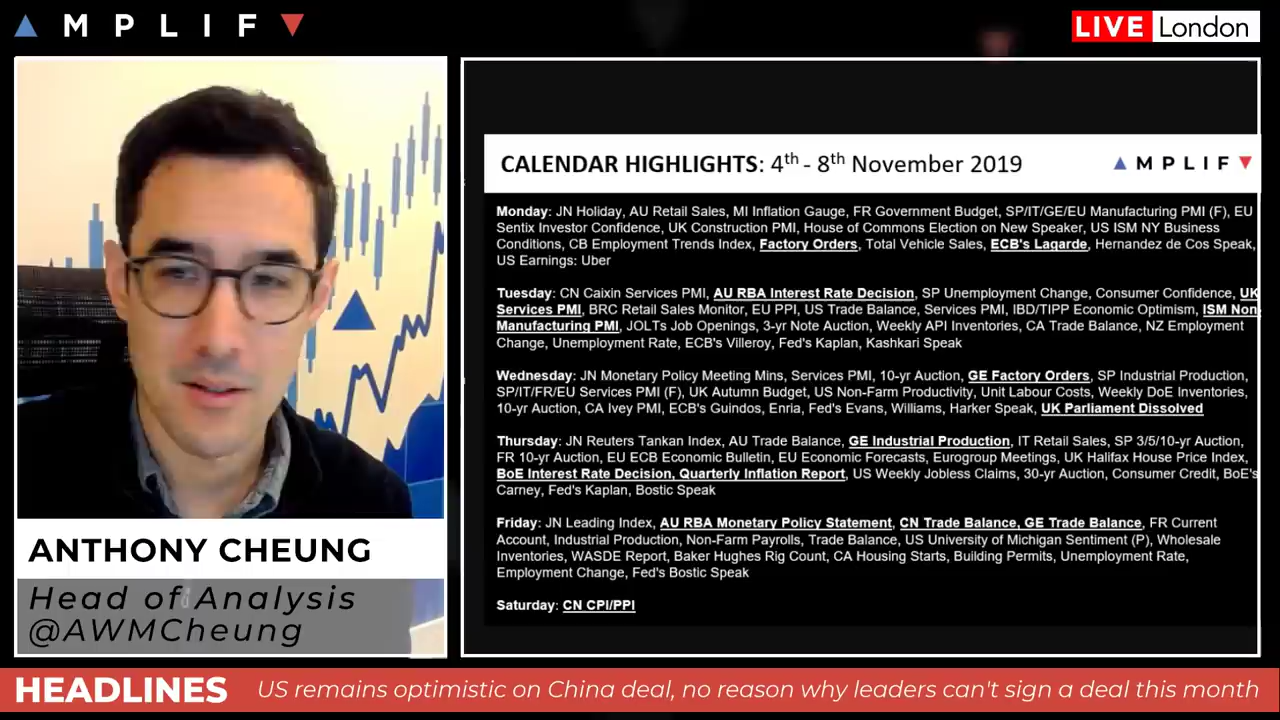 MPLIF
LIVE London
CALENDAR HIGHLIGHTS: 4th - 8th November 2019
MPLIF
Monday: JN Holiday, AU Retail Sales, MI Inflation Gauge, FR Government Budget, SP/IT/GE/EU Manufacturing PMI (F), EU
Sentix Investor Confidence, UK Construction PMI, House of Commons Election on New Speaker, US ISM NY Business
Conditions, CB Employment Trends Index, Factory Orders, Total Vehicle Sales, ECB's Lagarde, Hernandez de Cos Speak,
US Earnings: Uber
Tuesday: CN Caixin Services PMI, AU RBA Interest Rate Decision, SP Unemployment Change, Consumer Confidence, UK
Services PMI, BRC Retail Sales Monitor, EU PPI, US Trade Balance, Services PMI, IBD/TIPP Economic Optimism, ISM Non
Manufacturing PMI, JOLTs Job Openings, 3-yr Note Auction, Weekly API Inventories, CA Trade Balance, NZ Employment
Change, Unemployment Rate, ECB's Villeroy, Fed's Kaplan, Kashkari Speak
Wednesday: JN Monetary Policy Meeting Mins, Services PMI, 10-yr Auction, GE Factory Orders, SP Industrial Production,
SP/IT/FR/EU Services PMI (F), UK Autumn Budget, US Non-Farm Productivity, Unit Labour Costs, Weekly DoE Inventories,
10-yr Auction, CA Ivey PMI, ECB's Guindos, Enria, Fed's Evans, Williams, Harker Speak, UK Parliament Dissolved
Thursday: JN Reuters Tankan Index, AU Trade Balance, GE Industrial Production, IT Retail Sales, SP 3/5/10-yr Auction,
FR 10-yr Auction, EU ECB Economic Bulletin, EU Economic Forecasts, Eurogroup Meetings, UK Halifax House Price Index,
BoE Interest Rate Decision, Quarterly Inflation Report, US Weekly Jobless Claims, 30-yr Auction, Consumer Credit, BoE's
Carney, Fed's Kaplan, Bostic Speak
Friday: JN Leading Index, AU RBA Monetary Policy Statement, CN Trade Balance, GE Trade Balance, FR Current
Account, Industrial Production, Non-Farm Payrolls, Trade Balance, US University of Michigan Sentiment (P), Wholesale
Inventories, WASDE Report, Baker Hughes Rig Count, CA Housing Starts, Building Permits, Unemployment Rate,
Employment Change, Fed's Bostic Speak
Saturday: CN CPI/PPI
ANTHONY CHEUNG
Head of Analysis
@AWMCheung
HEADLINES US remains optimistic on China deal, no reason why leaders can't sign a deal this month